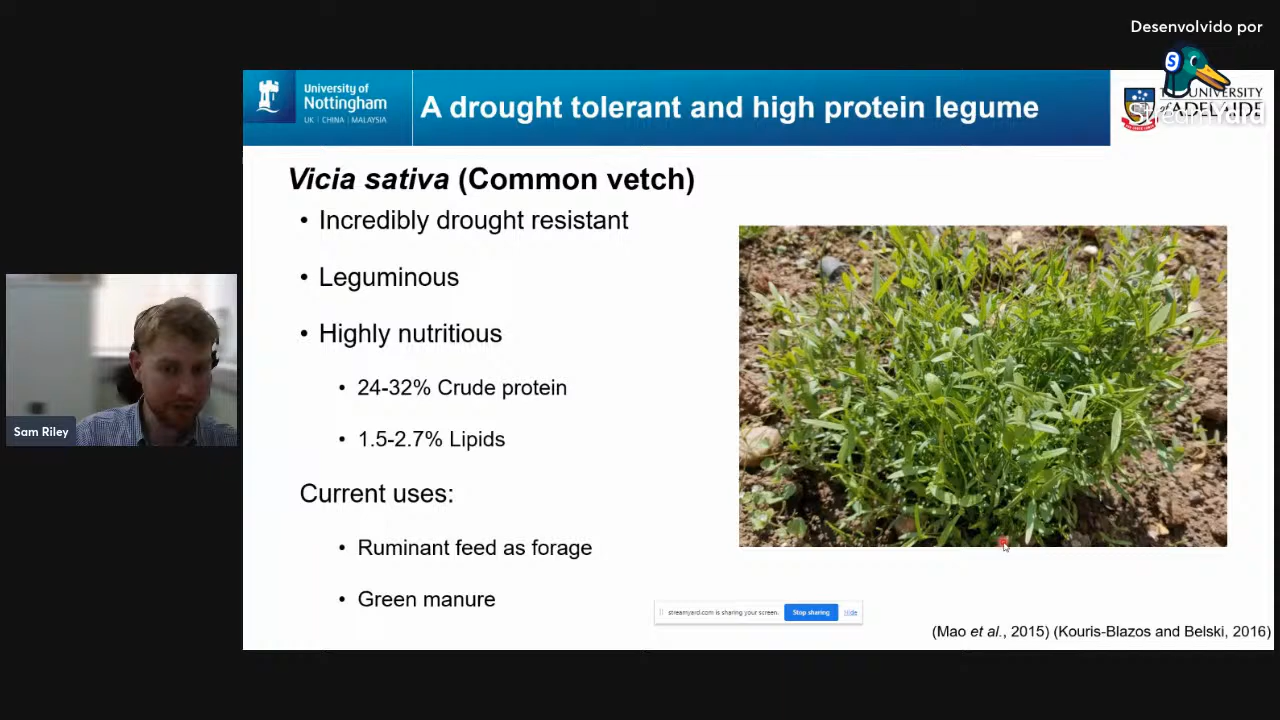 Desenvolvido por
S
StreamYard
University of
Nottingham
UK | CHINA | MALAYSIA
A drought tolerant and high protein legume
UNIVERSITY
of ADELAIDE
Vicia sativa (Common vetch)
• Incredibly drought resistant
• Leguminous
• Highly nutritious
• 24-32% Crude protein
• 1.5-2.7% Lipids
Current uses:
• Ruminant feed as forage
• Green manure
Sam Riley
streamyard.com is sharing your screen.
Stop sharing
Hide
(Mao et al., 2015) (Kouris-Blazos and Belski, 2016)